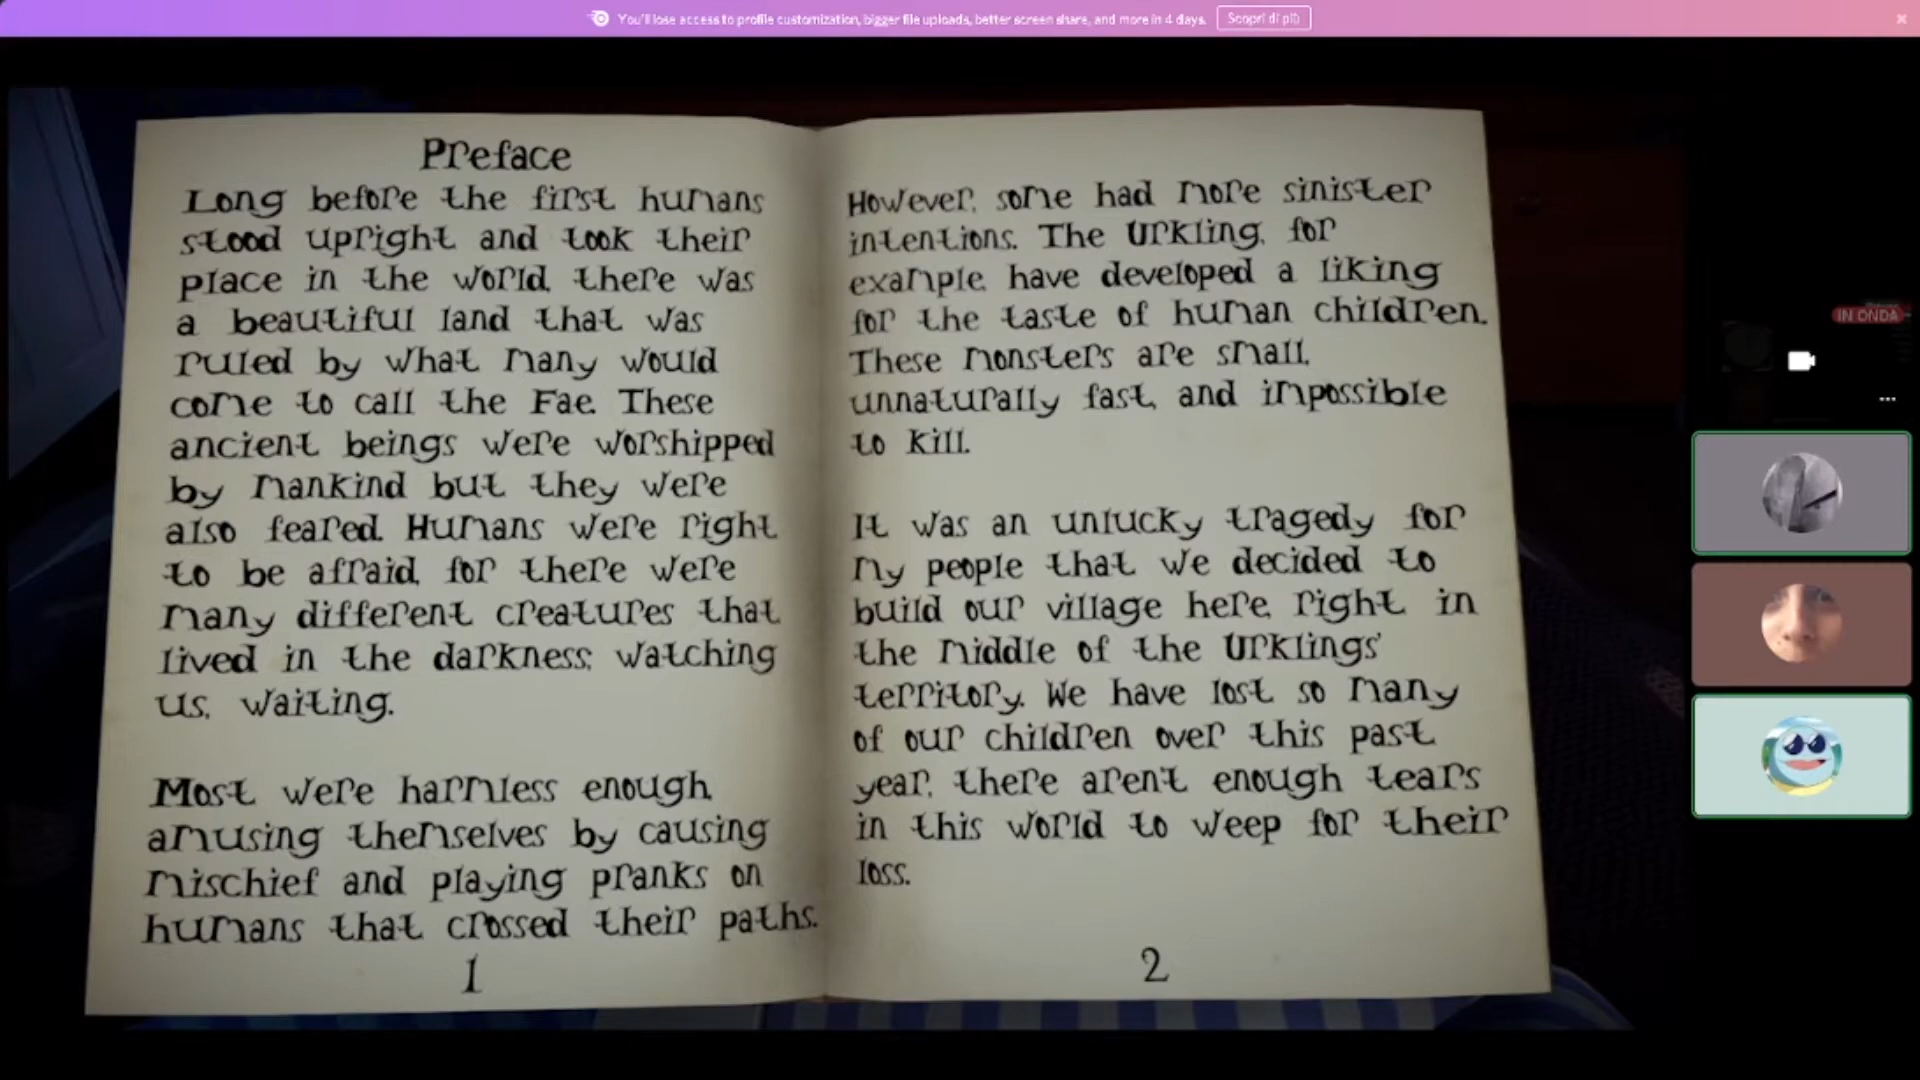 You'll lose access to profile customization, bigger file uploads, better screen share, and more in 4 days.
Scopri di più
Preface
Long before the first humans
stood upright and took their
place in the world, there was
a beautiful land that was
ruled by what many would
come to call the Fae. These
ancient beings were worshipped
by mankind but they were
also feared. Humans were right
to be afraid, for there were
many different creatures that
lived in the darkness; watching
us, waiting.
Most were harmless enough,
amusing themselves by causing
mischief and playing pranks on
humans that crossed their paths.
1
However, some had more sinister
intentions. The Urkling, for
example, have developed a liking
for the taste of human children.
These monsters are small,
unnaturally fast, and impossible
to kill.
It was an unlucky tragedy for
my people that we decided to
build our village here, right in
the middle of the Urklings'
territory. We have lost so many
of our children over this past
year, there aren't enough tears
in this world to weep for their
loss.
2
IN ONDA